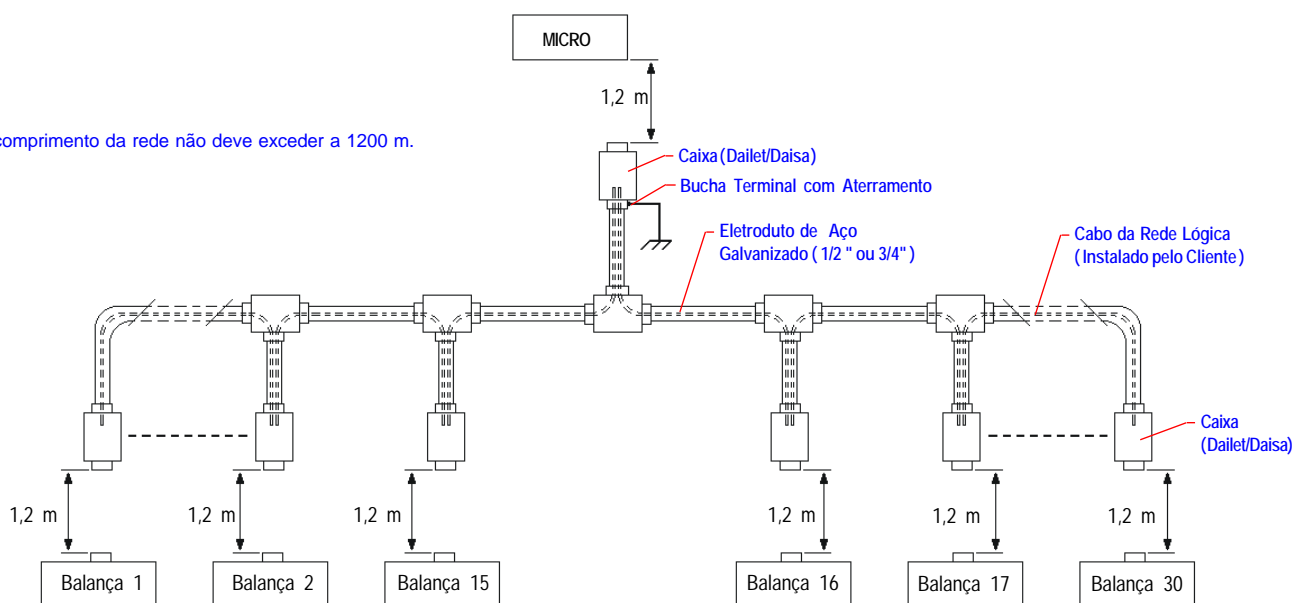 MICRO
1,2 m
comprimento da rede não deve exceder a 1200 m.
Caixa (Dailet/Daisa)
Bucha Terminal com Aterramento
Eletroduto de Aço
Galvanizado ( 1/2 " ou 3/4" )
Cabo da Rede Lógica
( Instalado pelo Cliente )
Caixa
(Dailet/Daisa)
1,2 m
1,2 m
1,2 m
1,2 m
1,2 m
1,2 m
Balança 1
Balança 2
Balança 15
Balança 16
Balança 17
Balança 30